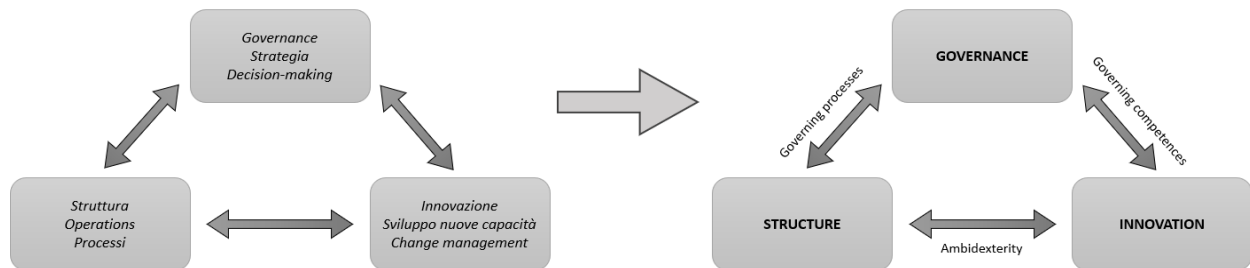 Governance
Strategia
Decision-making
Struttura
Operations
Processi
Innovazione
Sviluppo nuove capacità
Change management
GOVERNANCE
Governing processes
Governing competences
STRUCTURE
Ambidexterity
INNOVATION